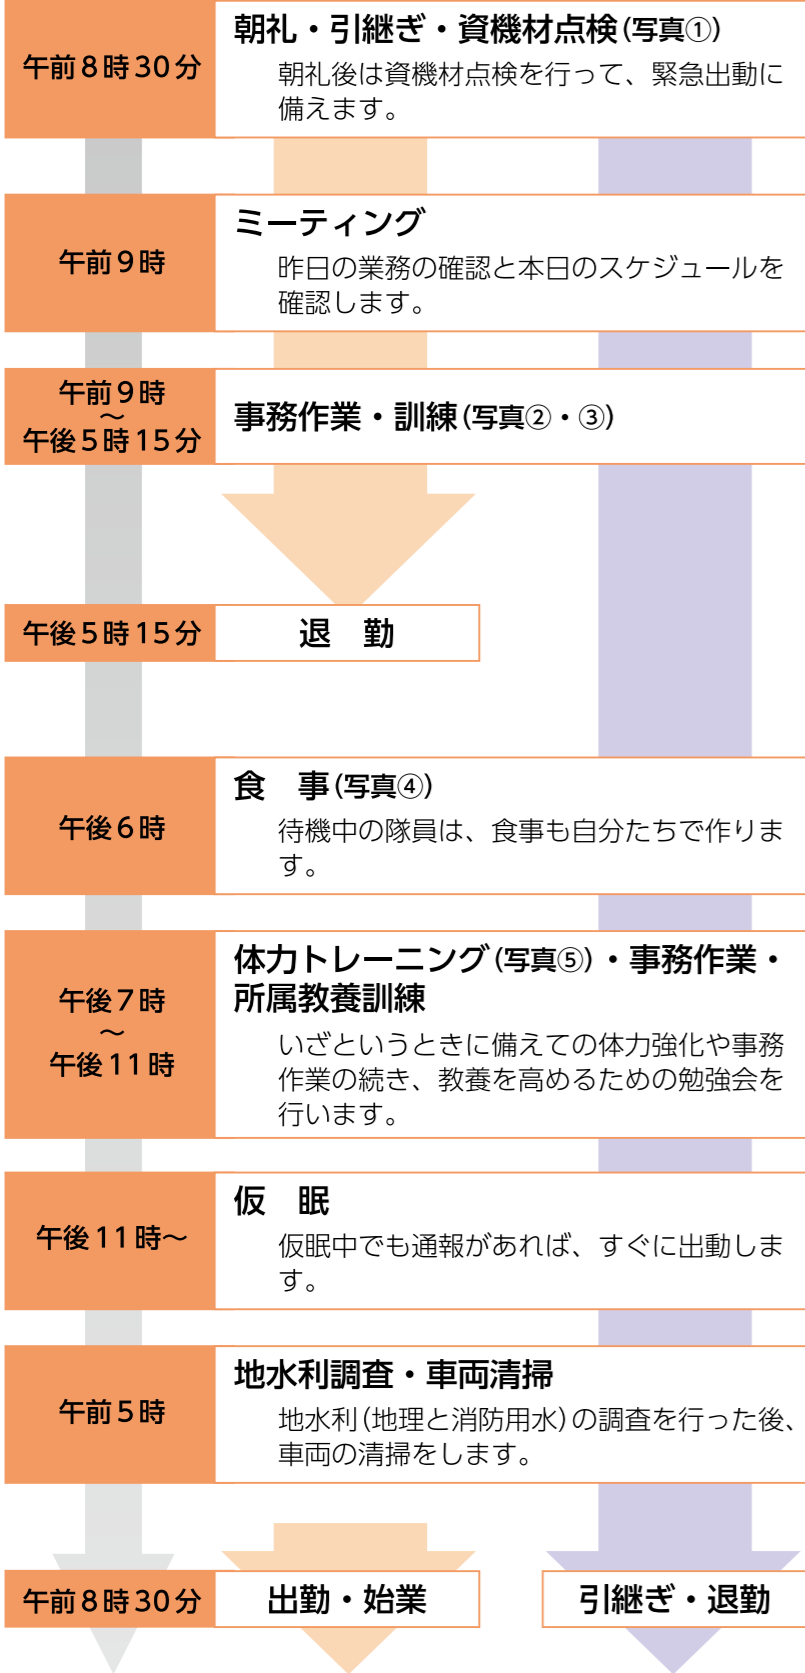 午前8時30分
朝礼・引継ぎ・資機材点検(写真①)
朝礼後は資機材点検を行って、緊急出動に
備えます。
午前9時
ミーティング
昨日の業務の確認と本日のスケジュールを
確認します。
午前9時
〜
午後5時15分
事務作業・訓練(写真②・③)
午後5時15分
退　勤
午後6時
食　事(写真④)
待機中の隊員は、食事も自分たちで作りま
す。
午後7時
〜
午後11時
体力トレーニング(写真⑤)・事務作業・
所属教養訓練
いざというときに備えての体力強化や事務
作業の続き、教養を高めるための勉強会を
行います。
午後11時〜
仮　眠
仮眠中でも通報があれば、すぐに出動しま
す。
午前5時
地水利調査・車両清掃
地水利(地理と消防用水)の調査を行った後、
車両の清掃をします。
午前8時30分
出勤・始業
引継ぎ・退勤